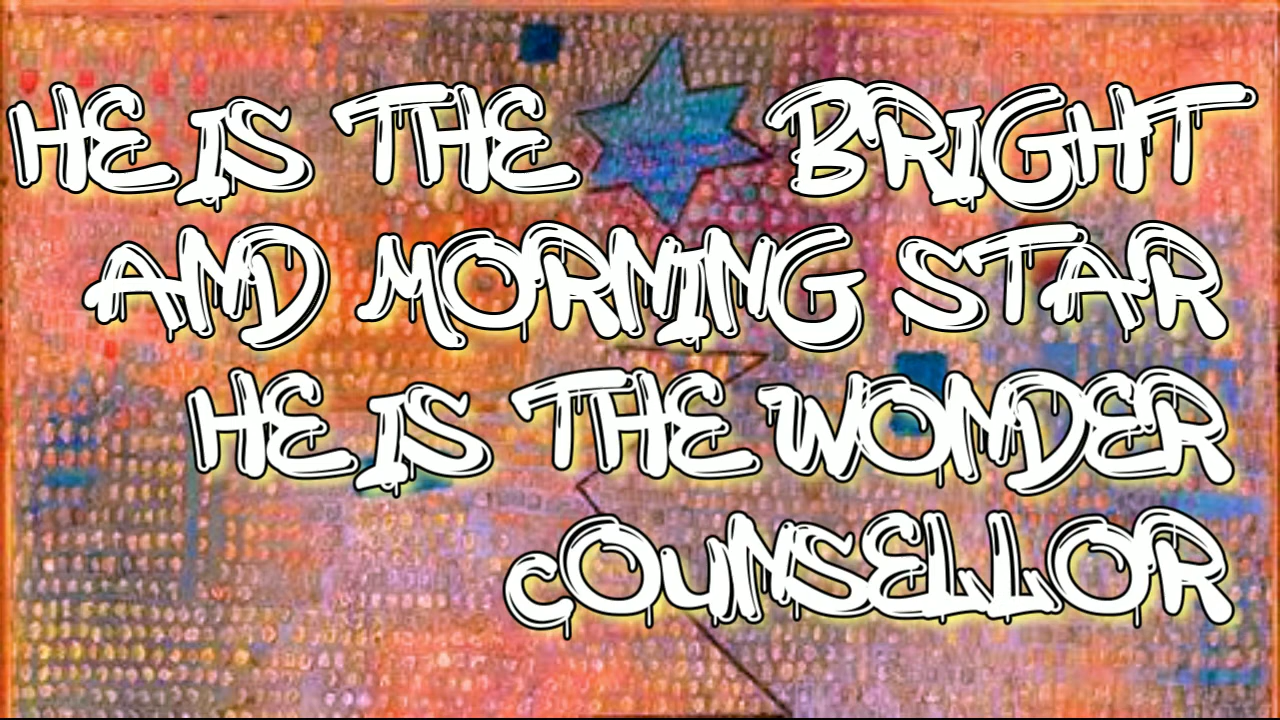 HE IS THE BRIGHT
AND MORNING STAR
HE IS THE WONDER
COUNSELLOR